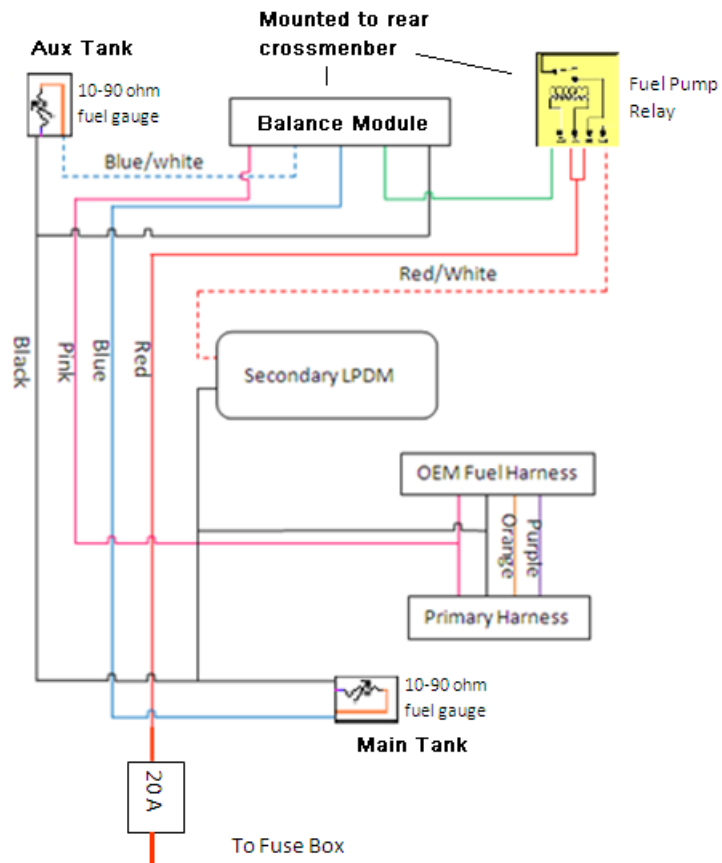 Mounted to rear
crossmenber
Aux Tank
10-90 ohm
fuel gauge
Fuel Pump
Relay
Balance Module
Blue/white
Red/White
Black
Pink
Blue
Red
Secondary LPDM
OEM Fuel Harness
Orange
Purple
Primary Harness
10-90 ohm
fuel gauge
Main Tank
20 A
To Fuse Box